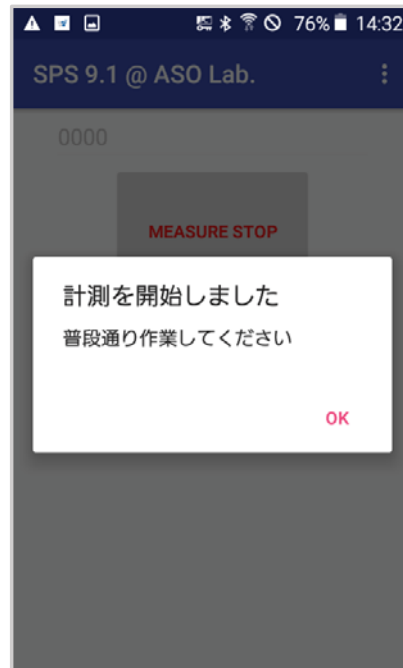 76% 14:32
SPS 9.1 @ ASO Lab.
0000
MEASURE STOP
計測を開始しました
普段通り作業してください
OK